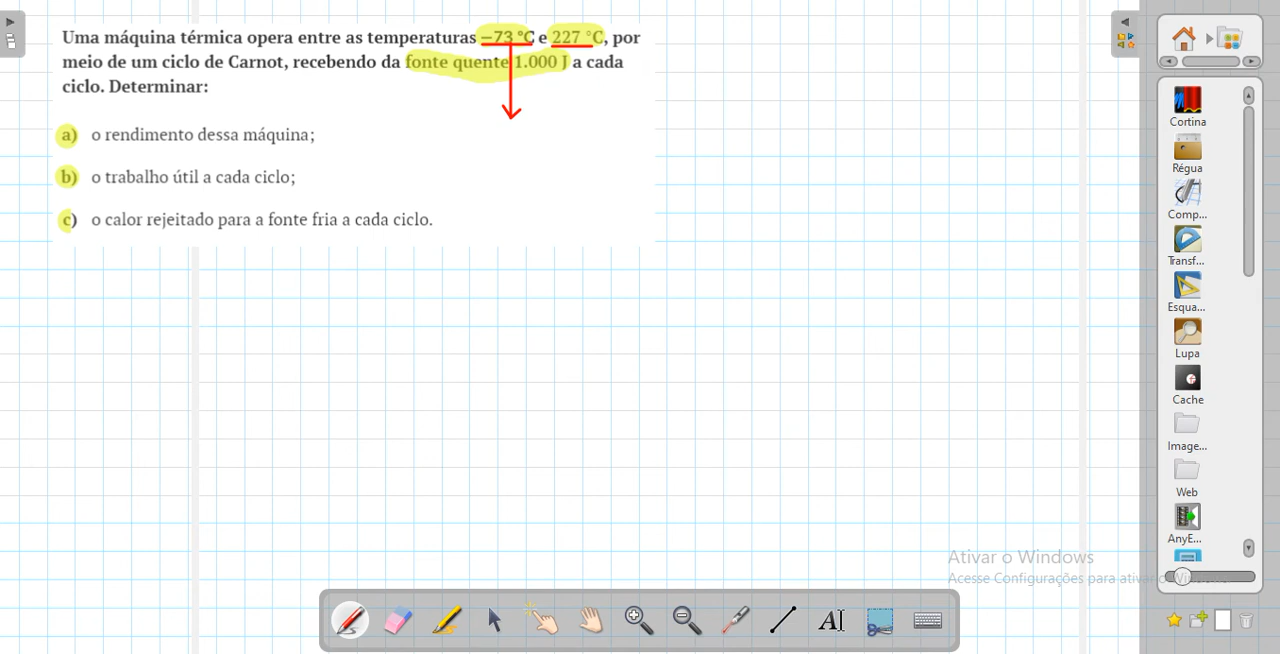 Uma máquina térmica opera entre as temperaturas −73 °C e 227 °C, por
meio de um ciclo de Carnot, recebendo da fonte quente 1.000 J a cada
ciclo. Determinar:
a) o rendimento dessa máquina;
b) o trabalho útil a cada ciclo;
c) o calor rejeitado para a fonte fria a cada ciclo.
Cortina
Régua
Comp...
Transf...
Esqua...
Lupa
Cache
Image...
Web
AnyE...
Ativar o Windows
Acesse Configurações para ativar o Windows.